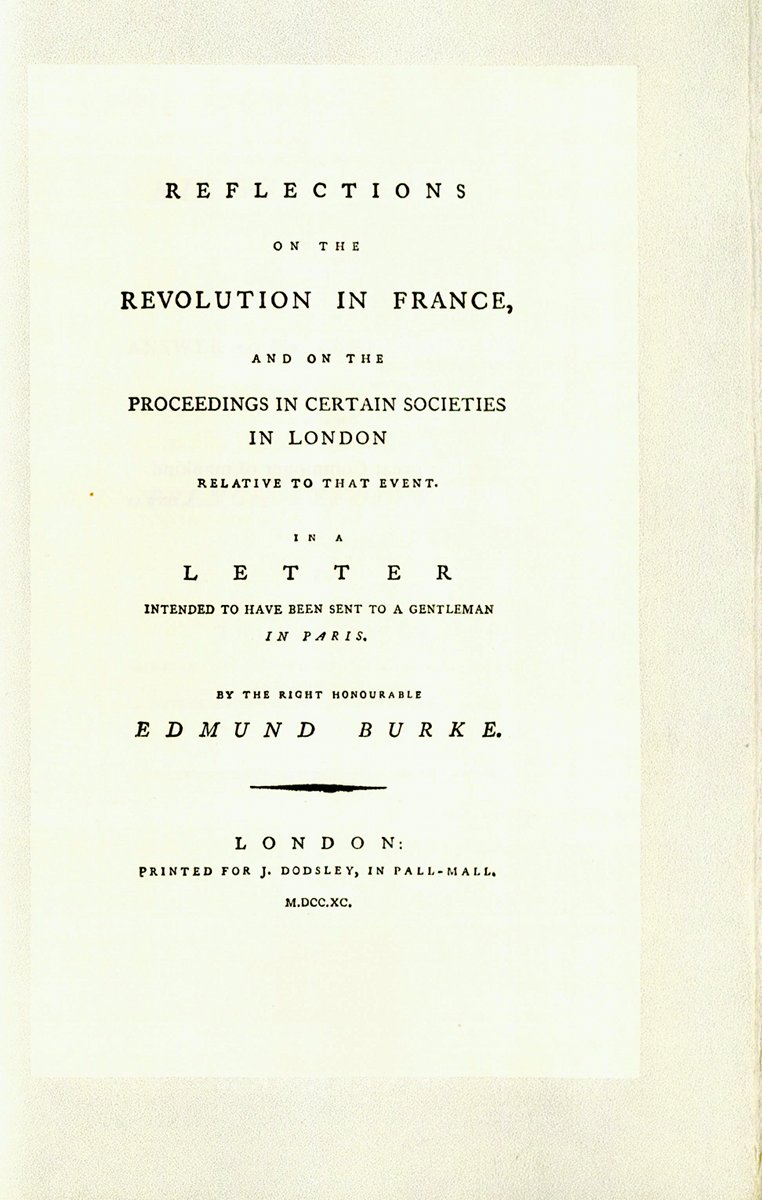 REFLECTIONS
ON THE
REVOLUTION IN FRANCE,
AND ON THE
PROCEEDINGS IN CERTAIN SOCIETIES
IN LONDON
RELATIVE TO THAT EVENT.
IN A
LETTER
INTENDED TO HAVE BEEN SENT TO A GENTLEMAN
IN PARIS.
BY THE RIGHT HONOURABLE
EDMUND BURKE.
LONDON:
PRINTED FOR J. DODSLEY, IN PALL-MALL.
M.DCC.XC.